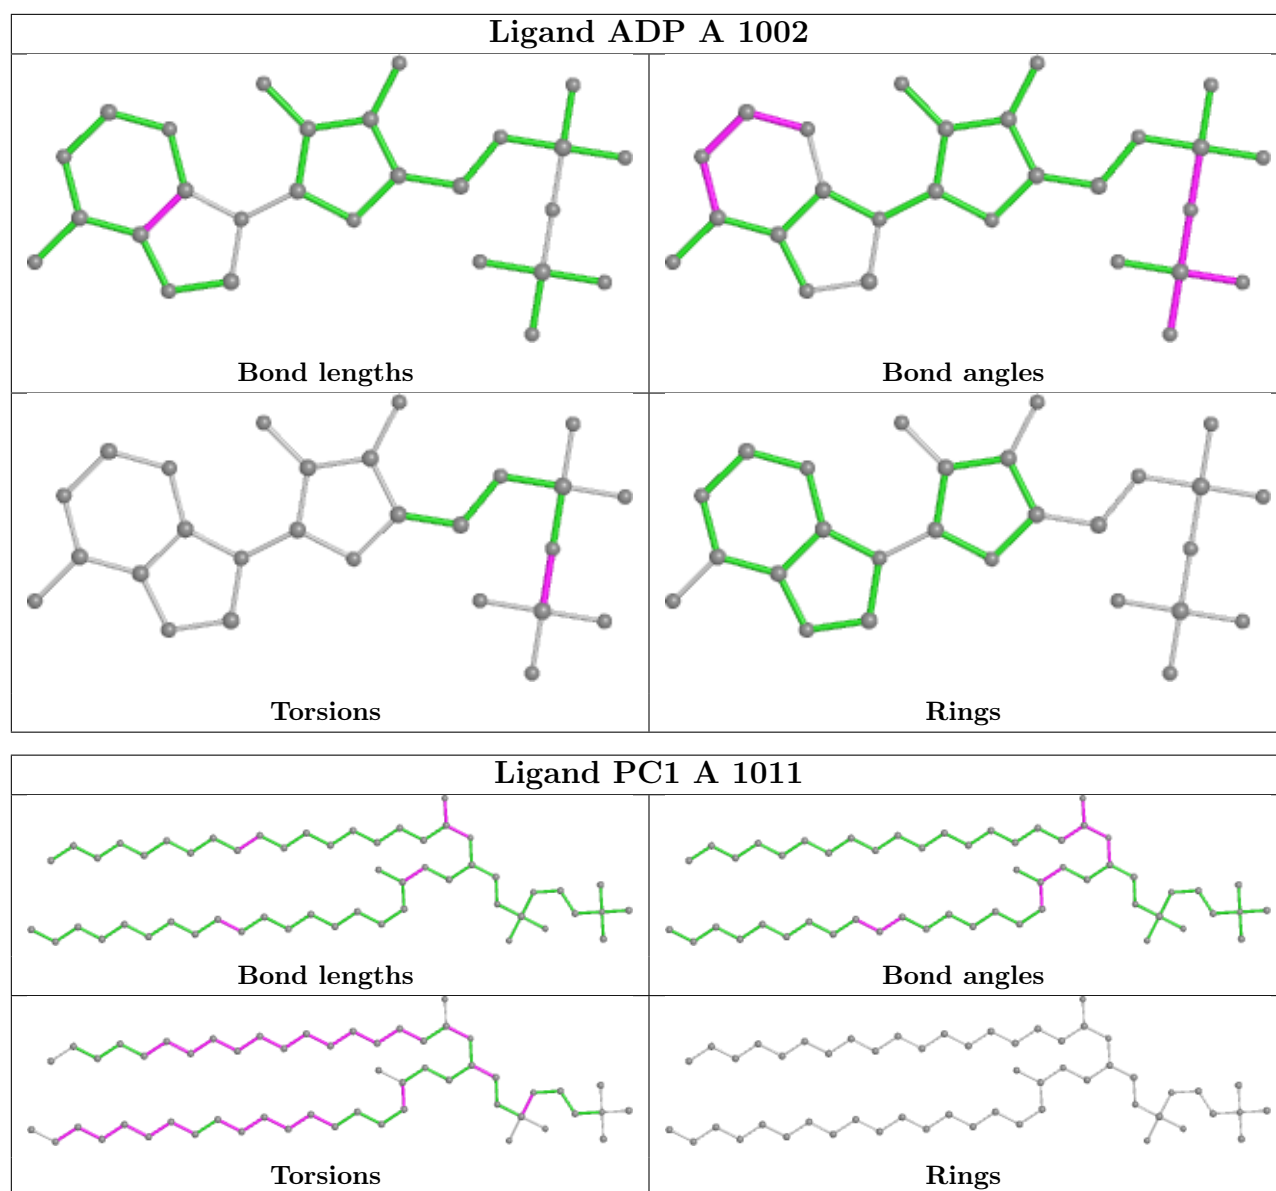 Ligand ADP A 1002
Bond lengths
Bond angles
Torsions
Rings
Ligand PC1 A 1011
Bond lengths
Bond angles
Torsions
Rings